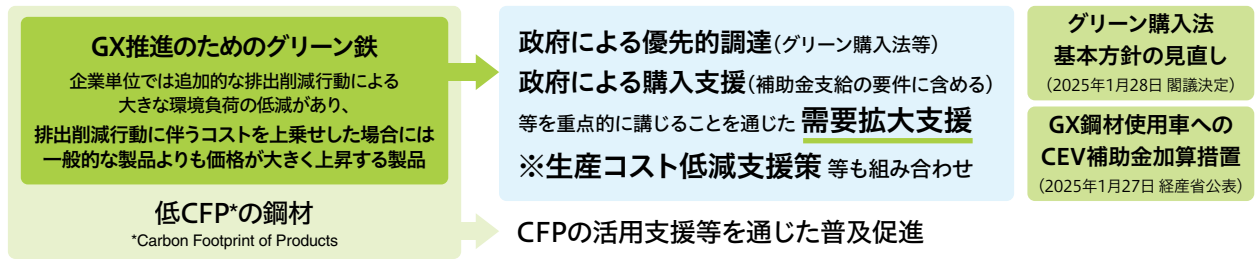 GX推進のためのグリーン鉄
企業単位では追加的な排出削減行動による
大きな環境負荷の低減があり、
排出削減行動に伴うコストを上乗せした場合には
一般的な製品よりも価格が大きく上昇する製品
低CFP*の鋼材
*Carbon Footprint of Products
政府による優先的調達（グリーン購入法等）
政府による購入支援（補助金支給の要件に含める）
等を重点的に講じることを通じた 需要拡大支援
※生産コスト低減支援策 等も組み合わせ
CFPの活用支援等を通じた普及促進
グリーン購入法
基本方針の見直し
（2025年1月28日 閣議決定）
GX鋼材使用車への
CEV補助金加算措置
（2025年1月27日 経産省公表）